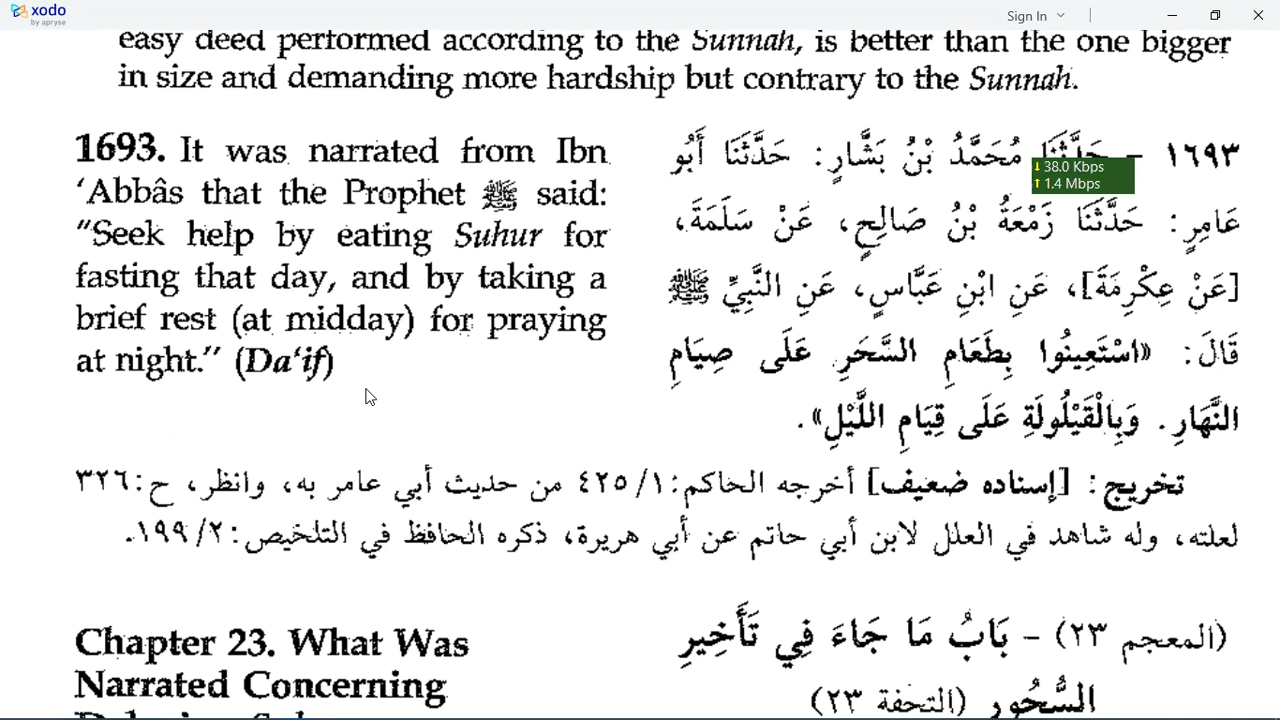 xodo
by apryse
Sign In
easy deed performed according to the Sunnah, is better than the one bigger
in size and demanding more hardship but contrary to the Sunnah.
1693. It was narrated from Ibn
‘Abbâs that the Prophet ﷺ said:
"Seek help by eating Suhur for
fasting that day, and by taking a
brief rest (at midday) for praying
at night." (Da‘if)
١٦٩٣ – حَدَّثَنَا مُحَمَّدُ بْنُ بَشَّارٍ: حَدَّثَنَا أَبُو
↓ 38.0 Kbps
↑ 1.4 Mbps
عَامِرٍ: حَدَّثَنَا زَمْعَةُ بْنُ صَالِحٍ، عَنْ سَلَمَةَ،
[عَنْ عِكْرِمَةَ]، عَنِ ابْنِ عَبَّاسٍ، عَنِ النَّبِيِّ ﷺ
قَالَ: «اسْتَعِينُوا بِطَعَامِ السَّحَرِ عَلَى صِيَامِ
النَّهَارِ. وَبِالْقَيْلُولَةِ عَلَى قِيَامِ اللَّيْلِ».
تخريج: [إسناده ضعيف] أخرجه الحاكم: ١/ ٤٢٥ من حديث أبي عامر به، وانظر، ح: ٣٢٦
لعلته، وله شاهد في العلل لابن أبي حاتم عن أبي هريرة، ذكره الحافظ في التلخيص: ٢/ ١٩٩.
Chapter 23. What Was
Narrated Concerning
(المعجم ٢٣) – بَابُ مَا جَاءَ فِي تَأْخِيرِ
السُّحُورِ (التحفة ٢٣)